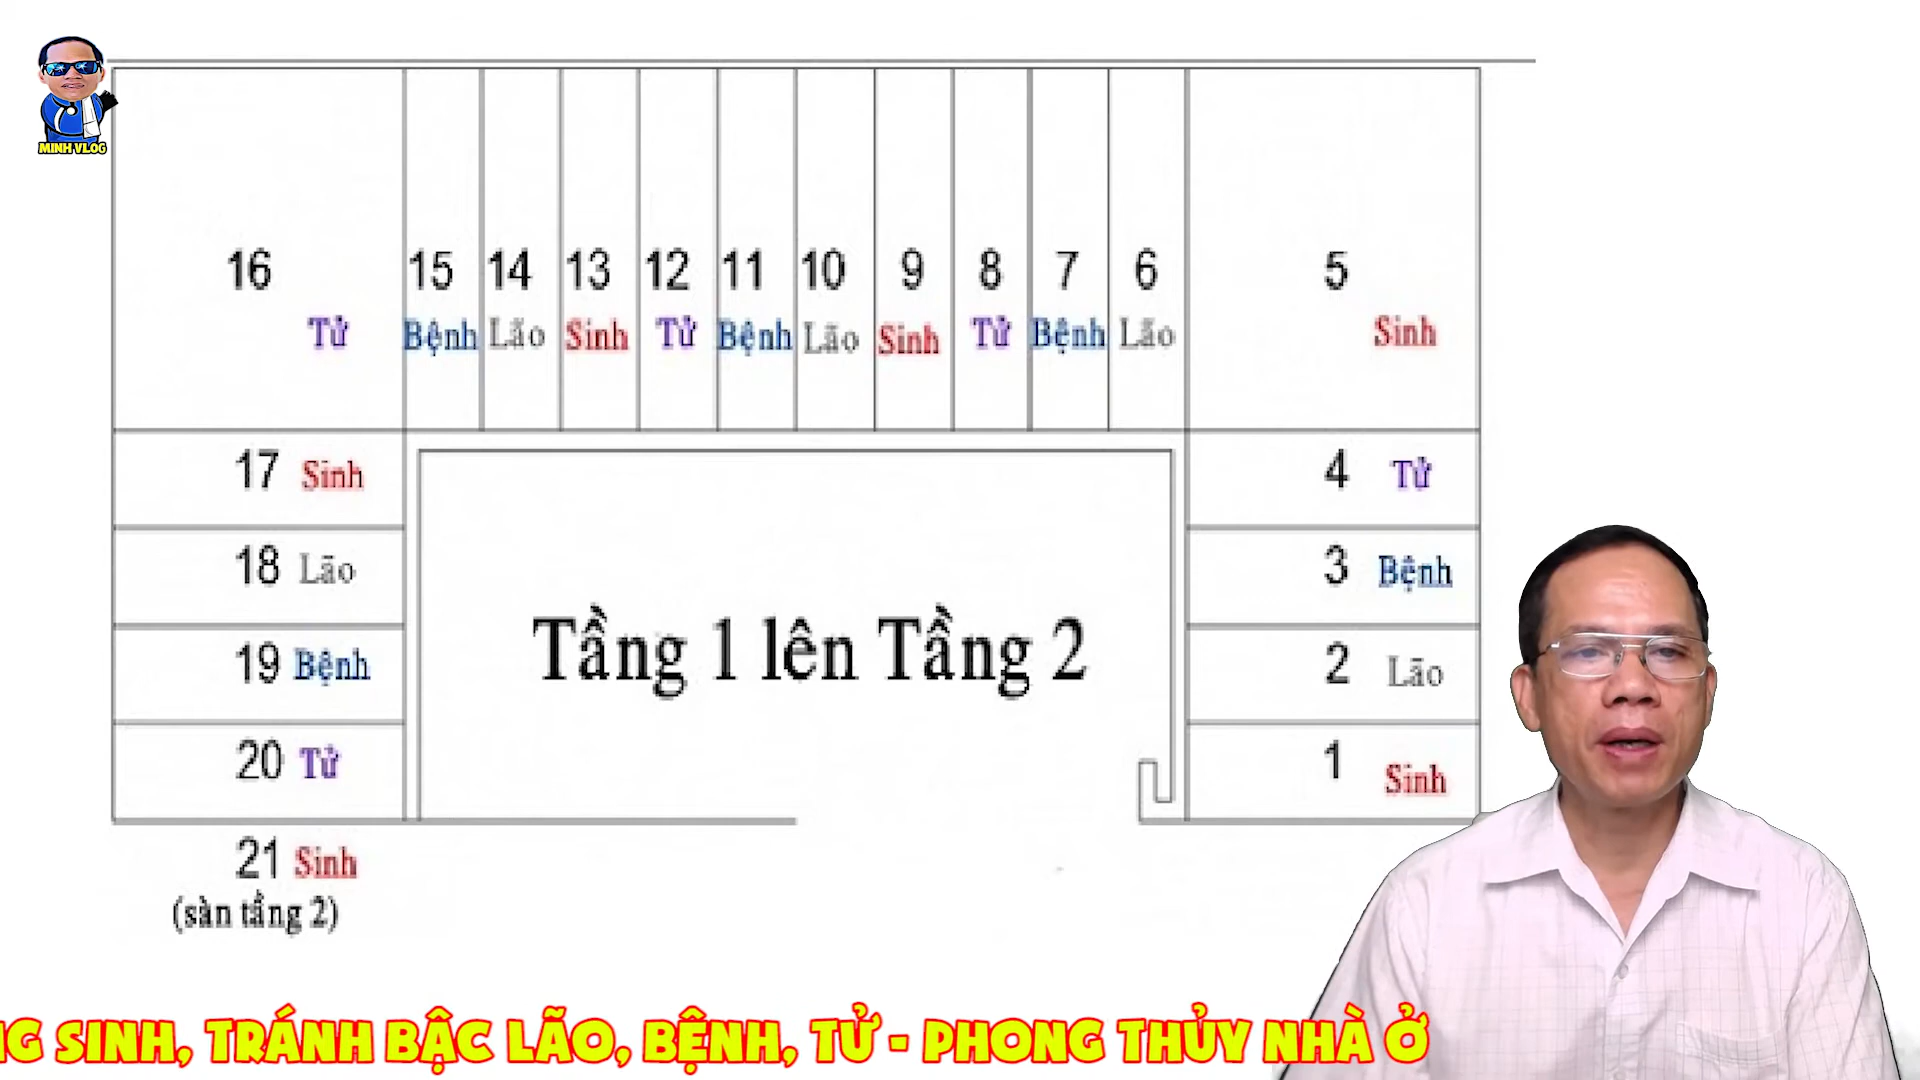 MINH VLOG
16 15 14 13 12 11 10 9 8 7 6 5
Tử Bệnh Lão Sinh Tử Bệnh Lão Sinh Tử Bệnh Lão Sinh
17 Sinh
18 Lão
19 Bệnh
20 Tử
21 Sinh
(sàn tầng 2)
Tầng 1 lên Tầng 2
4 Tử
3 Bệnh
2 Lão
1 Sinh
SINH, TRÁNH BẬC LÃO, BỆNH, TỬ - PHONG THỦY NHÀ Ở